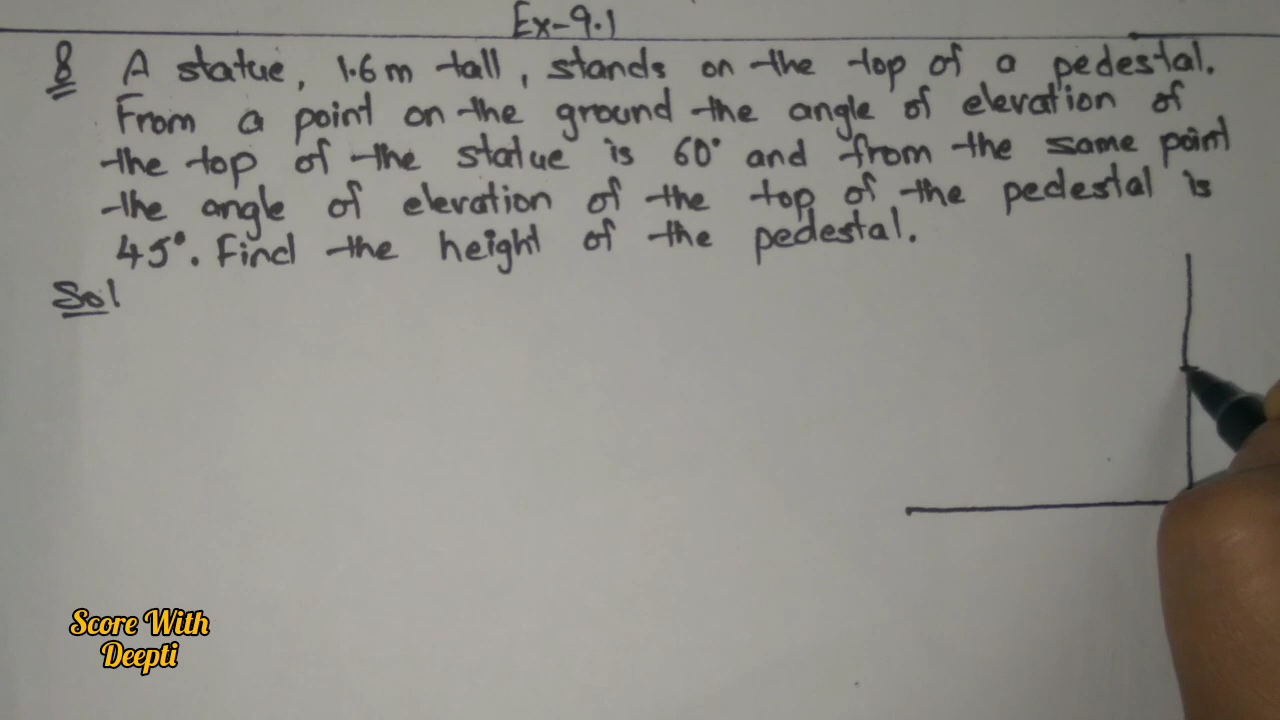 Ex-9.1
8 A statue, 1.6m tall, stands on the top of a pedestal.
From a point on the ground the angle of elevation of
the top of the statue is 60° and from the same point
the angle of elevation of the top of the pedestal is
45°. Find the height of the pedestal.
Sol
Score With
Deepti